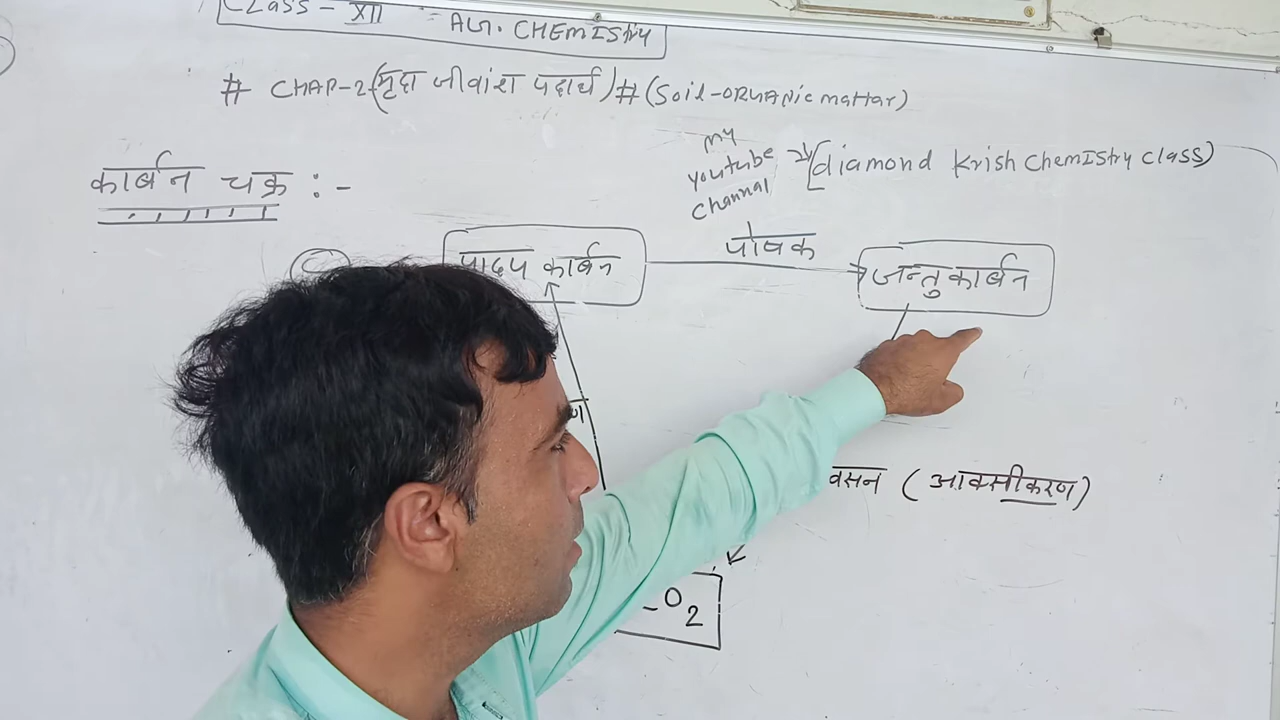 CLASS - XII
AG. CHEMIStry
# CHAP-2 (मृदा जीवांश पदार्थ) # (Soil-ORGANic mattar)
my
youtube
channal
(diamond Krish Chemistry Class)
कार्बन चक्र :-
पादप कार्बन
पोषक
जन्तु कार्बन
वसन (आक्सीकरण)
-O2